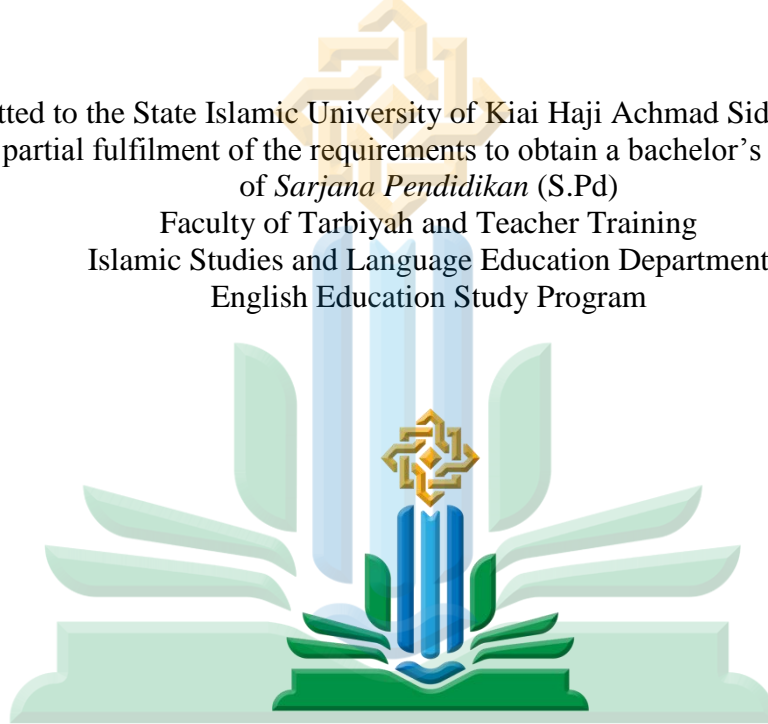 tted to the State Islamic University of Kiai Haji Achmad Sid
partial fulfilment of the requirements to obtain a bachelor’s
of Sarjana Pendidikan (S.Pd)
Faculty of Tarbiyah and Teacher Training
Islamic Studies and Language Education Department
English Education Study Program